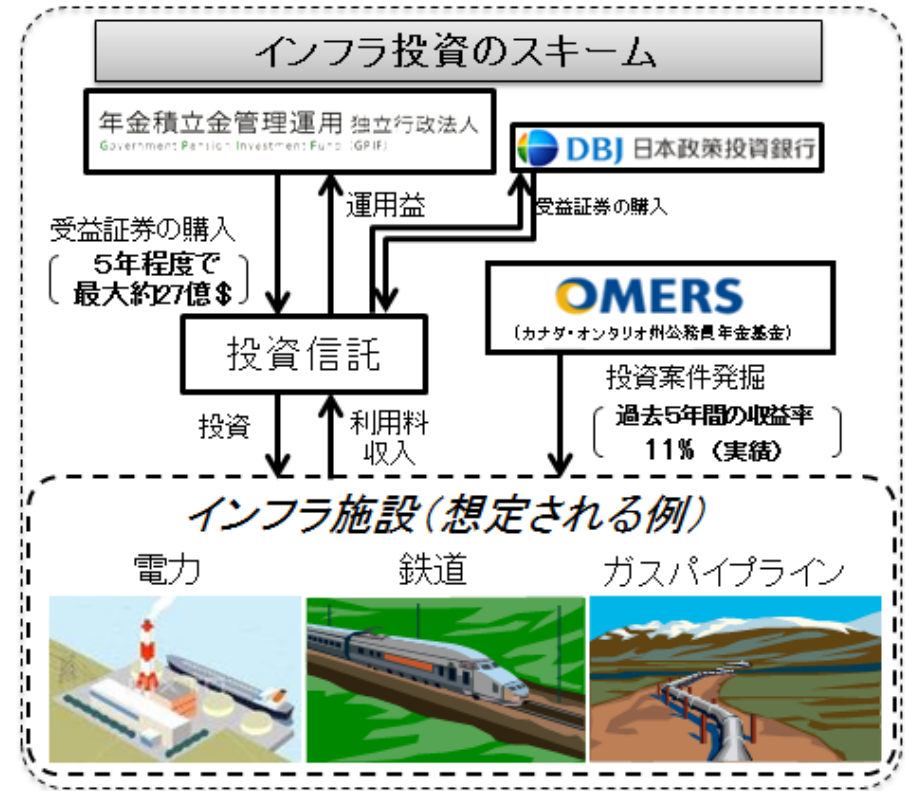 インフラ投資のスキーム
年金積立金管理運用 独立行政法人
Government Pension Investment Fund (GPIF)
DBJ 日本政策投資銀行
運用益
受益証券の購入
受益証券の購入
5年程度で
最大約27億$
OMERS
(カナダ・オンタリオ州公務員年金基金)
投資信託
投資案件発掘
過去5年間の収益率
11% (実績)
投資
利用料
収入
インフラ施設(想定される例)
電力
鉄道
ガスパイプライン